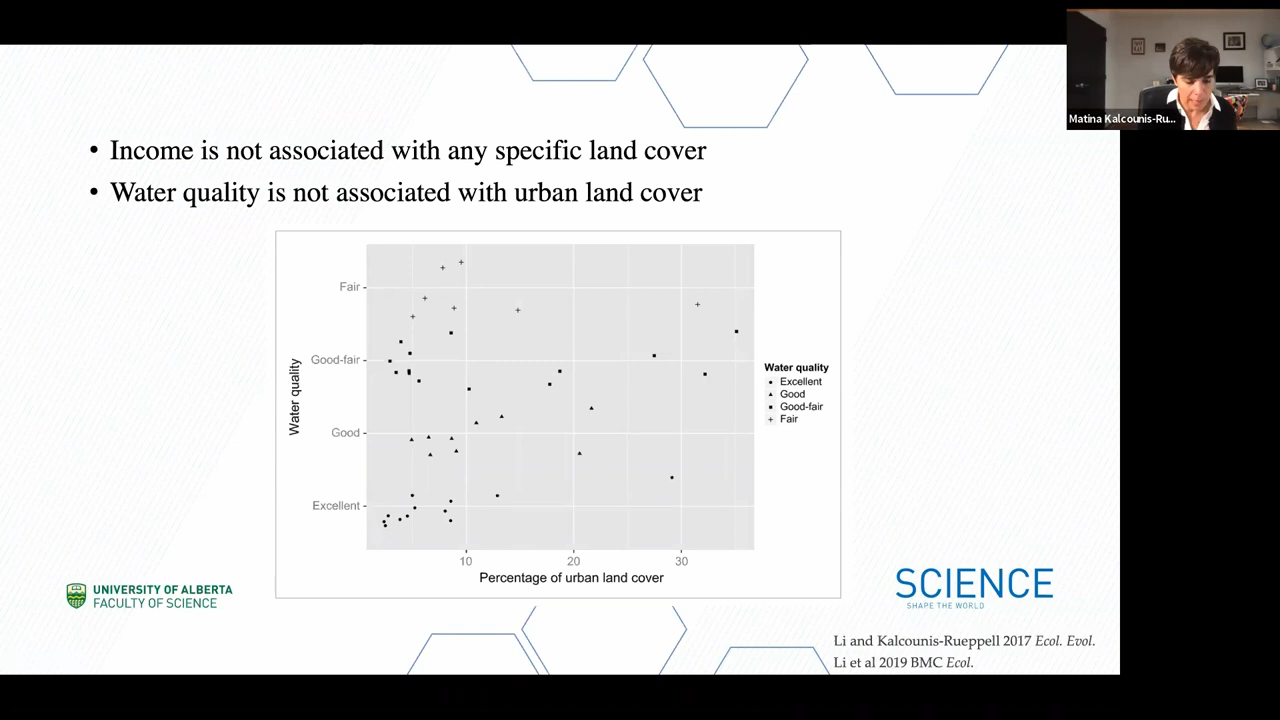 Matina Kalcounis-Ru...
• Income is not associated with any specific land cover
• Water quality is not associated with urban land cover
Water quality
Fair
Good-fair
Good
Excellent
10 20 30
Percentage of urban land cover
Water quality
Excellent
Good
Good-fair
Fair
UNIVERSITY OF ALBERTA
FACULTY OF SCIENCE
SCIENCE
SHAPE THE WORLD
Li and Kalcounis-Rueppell 2017 Ecol. Evol.
Li et al 2019 BMC Ecol.